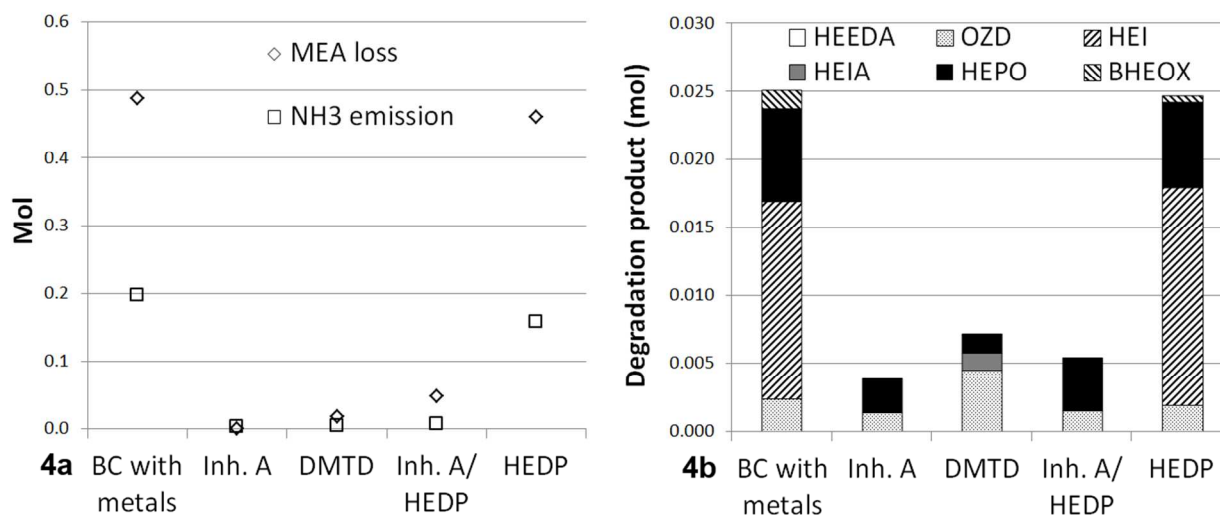 0.6
0.5
0.4
0.3
0.2
0.1
0.0
Mol
MEA loss
NH3 emission
4a
BC with metals
Inh. A
DMTD
Inh. A/
HEDP
HEDP
0.030
0.025
0.020
0.015
0.010
0.005
0.000
Degradation product (mol)
HEEDA OZD HEI
HEIA HEPO BHEOX
4b
BC with
metals
Inh. A
DMTD
Inh. A/
HEDP
HEDP